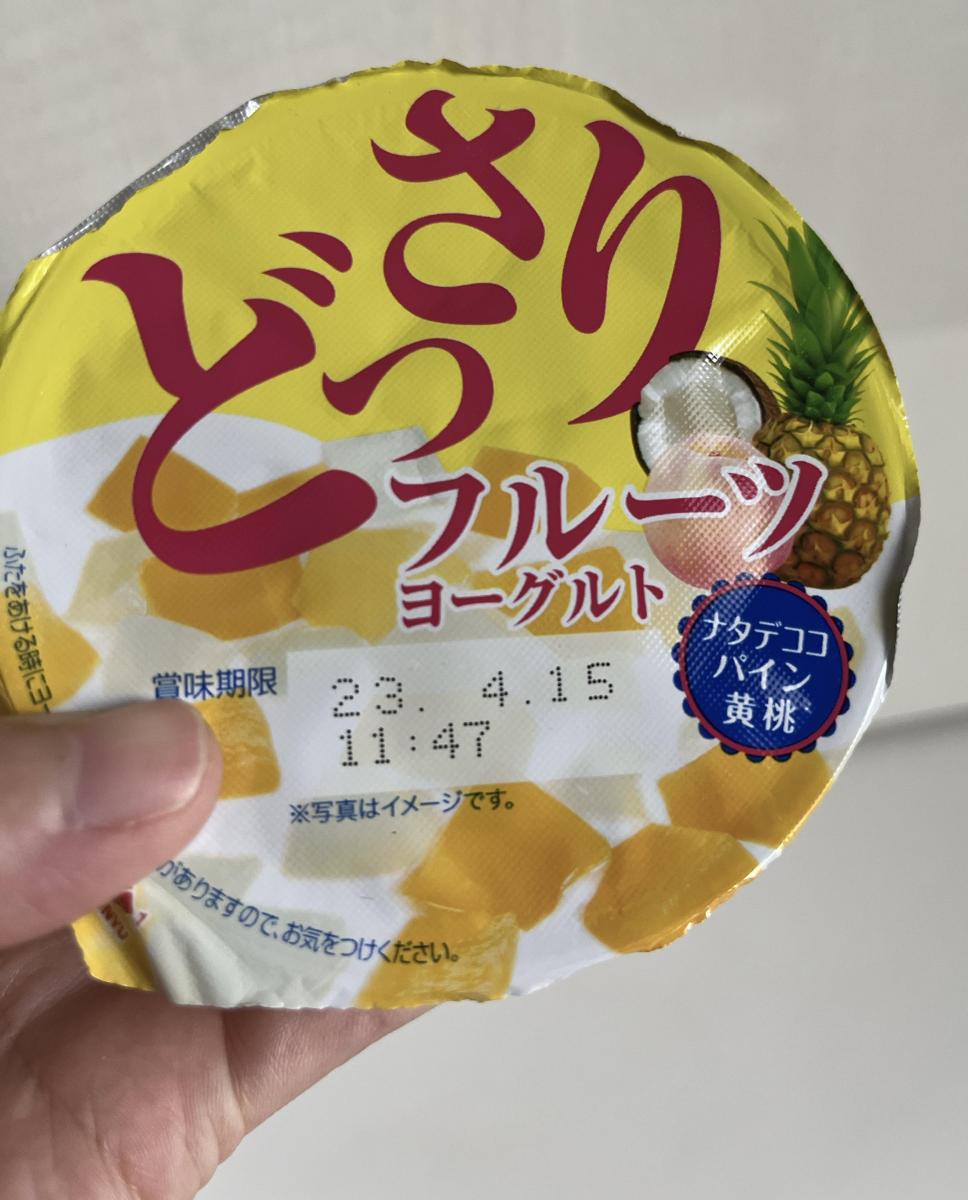 どっさり
フルーツ
ヨーグルト
ナタデココ
パイン
黄桃
賞味期限
23. 4.15
11:47
※写真はイメージです。
ふたをあける時にヨー
がありますので、お気をつけください。
NYU